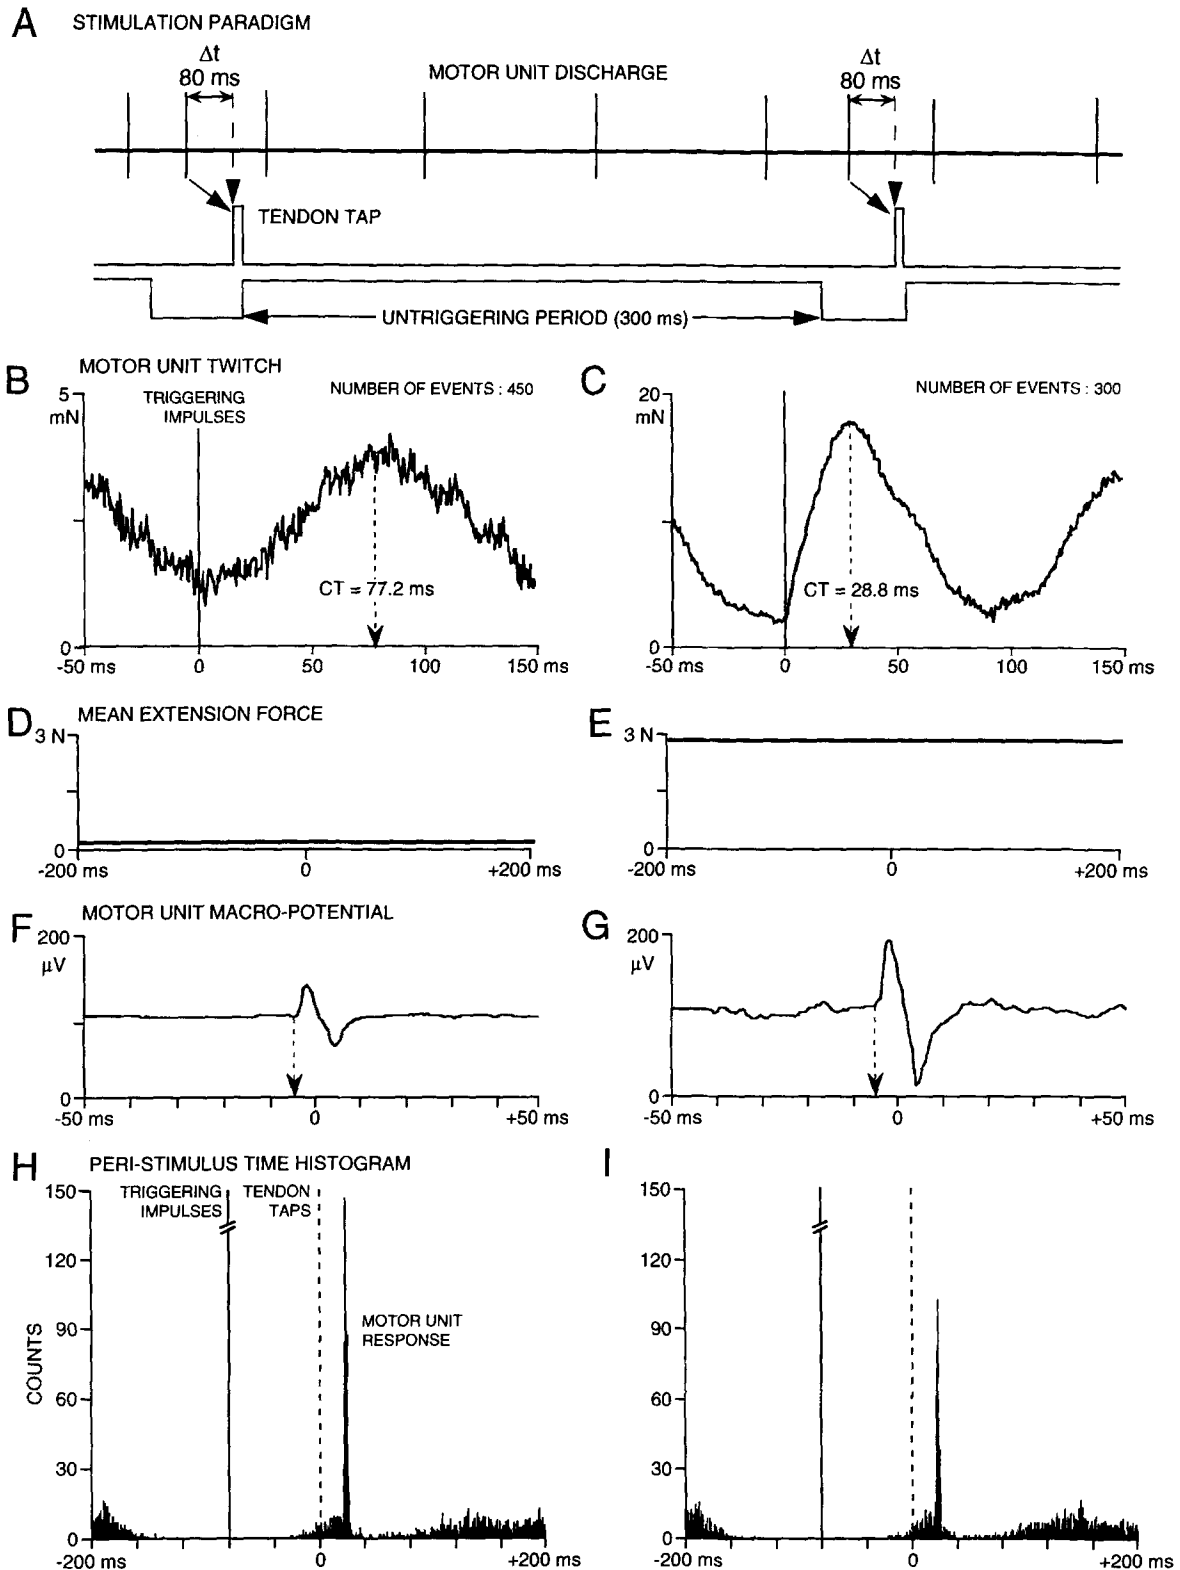 A STIMULATION PARADIGM
Δt
80 ms
MOTOR UNIT DISCHARGE
Δt
80 ms
TENDON TAP
UNTRIGGERING PERIOD (300 ms)
MOTOR UNIT TWITCH
B
5
mN
TRIGGERING
IMPULSES
NUMBER OF EVENTS : 450
CT = 77.2 ms
0
-50 ms 0 50 100 150 ms
C
20
mN
NUMBER OF EVENTS : 300
CT = 28.8 ms
0
-50 ms 0 50 100 150 ms
D MEAN EXTENSION FORCE
3 N
0
-200 ms 0 +200 ms
E
3 N
0
-200 ms 0 +200 ms
F MOTOR UNIT MACRO-POTENTIAL
200
μV
0
-50 ms 0 +50 ms
G
200
μV
0
-50 ms 0 +50 ms
H PERI-STIMULUS TIME HISTOGRAM
150
TRIGGERING
IMPULSES
TENDON
TAPS
120
90
MOTOR UNIT
RESPONSE
COUNTS
60
30
0
-200 ms 0 +200 ms
I
150
120
90
60
30
0
-200 ms 0 +200 ms